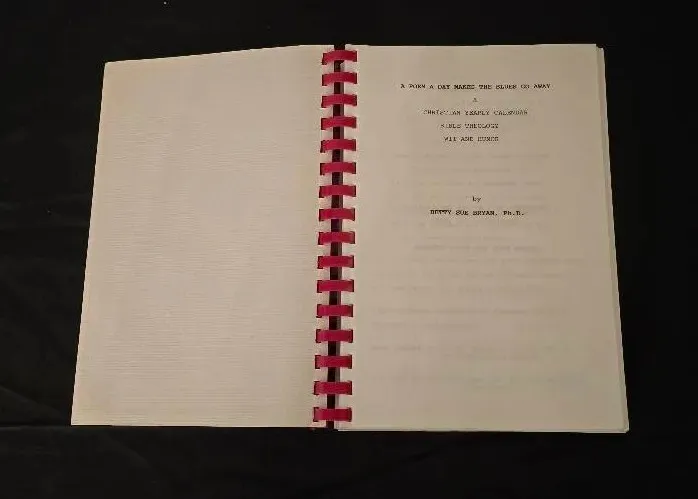 A POEM A DAY MAKES THE BLUES GO AWAY
A
CHRISTIAN YEARLY CALENDAR
BIBLE THEOLOGY
WIT AND HUMOR
by
BETTY SUE BRYAN, Ph.D.